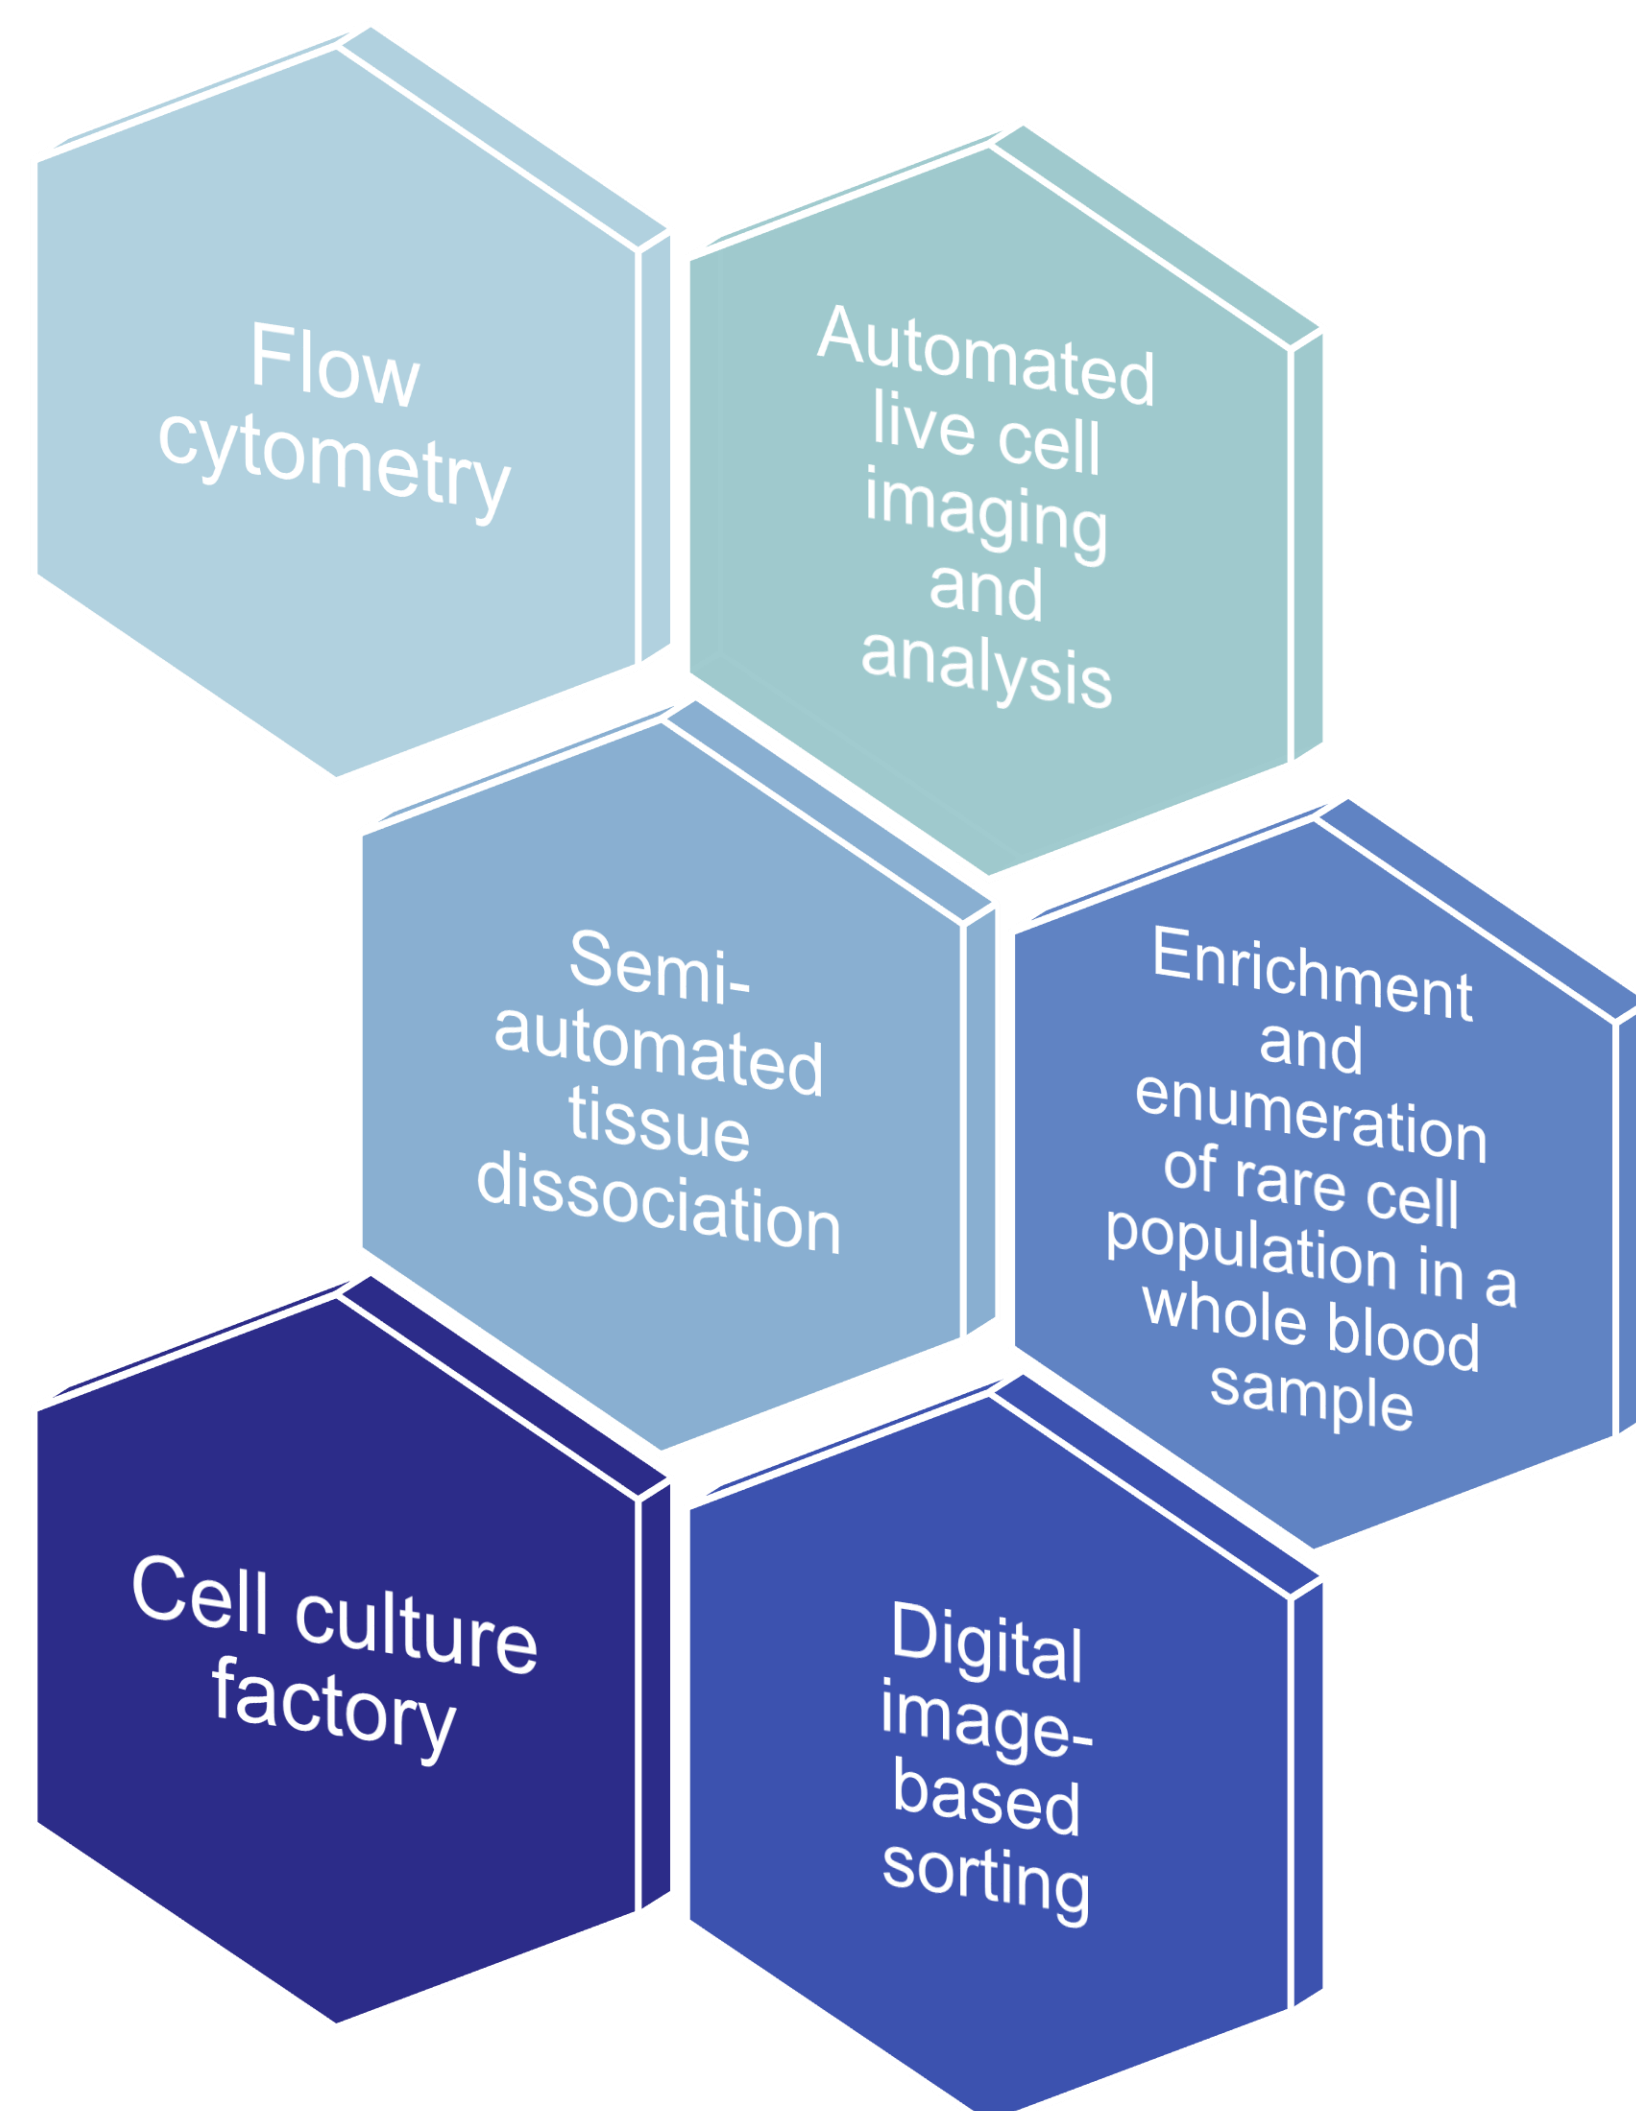 Flow
cytometry
Automated
live cell
imaging
and
analysis
Semi-
automated
tissue
dissociation
Enrichment
and
enumeration
of rare cell
population in a
whole blood
sample
Cell culture
factory
Digital
image-
based
sorting